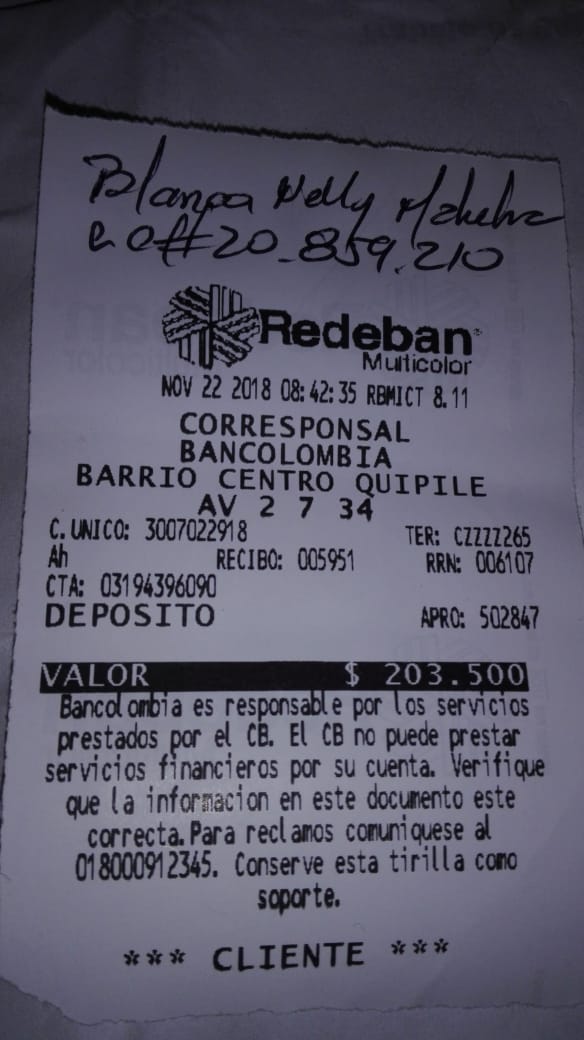 Blanca Nelly
cc# 20.859.210
Redeban
Multicolor
NOV 22 2018 08:42:35 RBMICT 8.11
CORRESPONSAL
BANCOLOMBIA
BARRIO CENTRO QUIPILE
AV 2 7 34
C. UNICO: 3007022918 TER: CZZZZ265
Ah RECIBO: 005951 RRN: 006107
CTA: 03194396090
DEPOSITO APRO: 502847
VALOR $ 203.500
Bancolombia es responsable por los servicios
prestados por el CB. El CB no puede prestar
servicios financieros por su cuenta. Verifique
que la informacion en este documento este
correcta.Para reclamos comuniquese al
018000912345. Conserve esta tirilla como
soporte.
*** CLIENTE ***